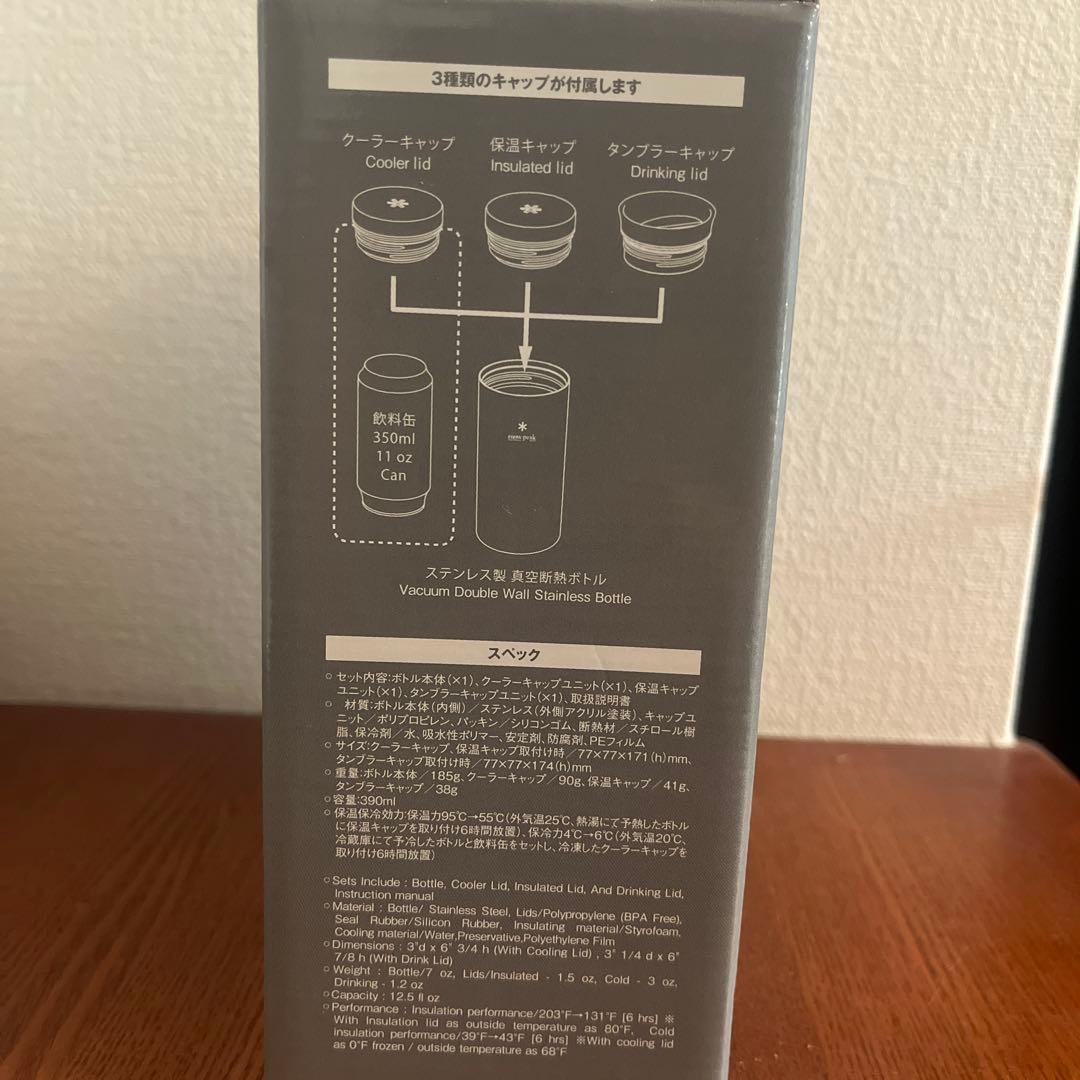 3種類のキャップが付属します
クーラーキャップ
Cooler lid
保温キャップ
Insulated lid
タンブラーキャップ
Drinking lid
飲料缶
350ml
11 oz
Can
snow peak
ステンレス製 真空断熱ボトル
Vacuum Double Wall Stainless Bottle
スペック
○ セット内容:ボトル本体(×1)、クーラーキャップユニット(×1)、保温キャップ
ユニット(×1)、タンブラーキャップユニット(×1)、取扱説明書
○ 材質:ボトル本体(内側)/ステンレス(外側アクリル塗装)、キャップユ
ニット/ポリプロピレン、パッキン/シリコンゴム、断熱材/スチロール樹
脂、保冷剤/水、吸水性ポリマー、安定剤、防腐剤、PEフィルム
○ サイズ:クーラーキャップ、保温キャップ取付け時/77×77×171(h)mm、
タンブラーキャップ取付け時/77×77×174(h)mm
○ 重量:ボトル本体/185g、クーラーキャップ/90g、保温キャップ/41g、
タンブラーキャップ/38g
○ 容量:390ml
○ 保温保冷効力:保温力95℃→55℃(外気温25℃、熱湯にて予熱したボトル
に保温キャップを取り付け6時間放置)、保冷力4℃→6℃(外気温20℃、
冷蔵庫にて予冷したボトルと飲料缶をセットし、冷凍したクーラーキャップを
取り付け6時間放置)
○ Sets Include : Bottle, Cooler Lid, Insulated Lid, And Drinking Lid,
Instruction manual
○ Material : Bottle/ Stainless Steel, Lids/Polypropylene (BPA Free),
Seal Rubber/Silicon Rubber, Insulating material/Styrofoam,
Cooling material/Water,Preservative,Polyethylene Film
○ Dimensions : 3"d x 6" 3/4 h (With Cooling Lid) , 3" 1/4 d x 6"
7/8 h (With Drink Lid)
○ Weight : Bottle/7 oz, Lids/Insulated - 1.5 oz, Cold - 3 oz,
Drinking - 1.2 oz
○ Capacity : 12.5 fl oz
○ Performance : Insulation performance/203°F→131°F [6 hrs] ※
With Insulation lid as outside temperature as 80°F, Cold
insulation performance/39°F→43°F [6 hrs] ※With cooling lid
as 0°F frozen / outside temperature as 68°F